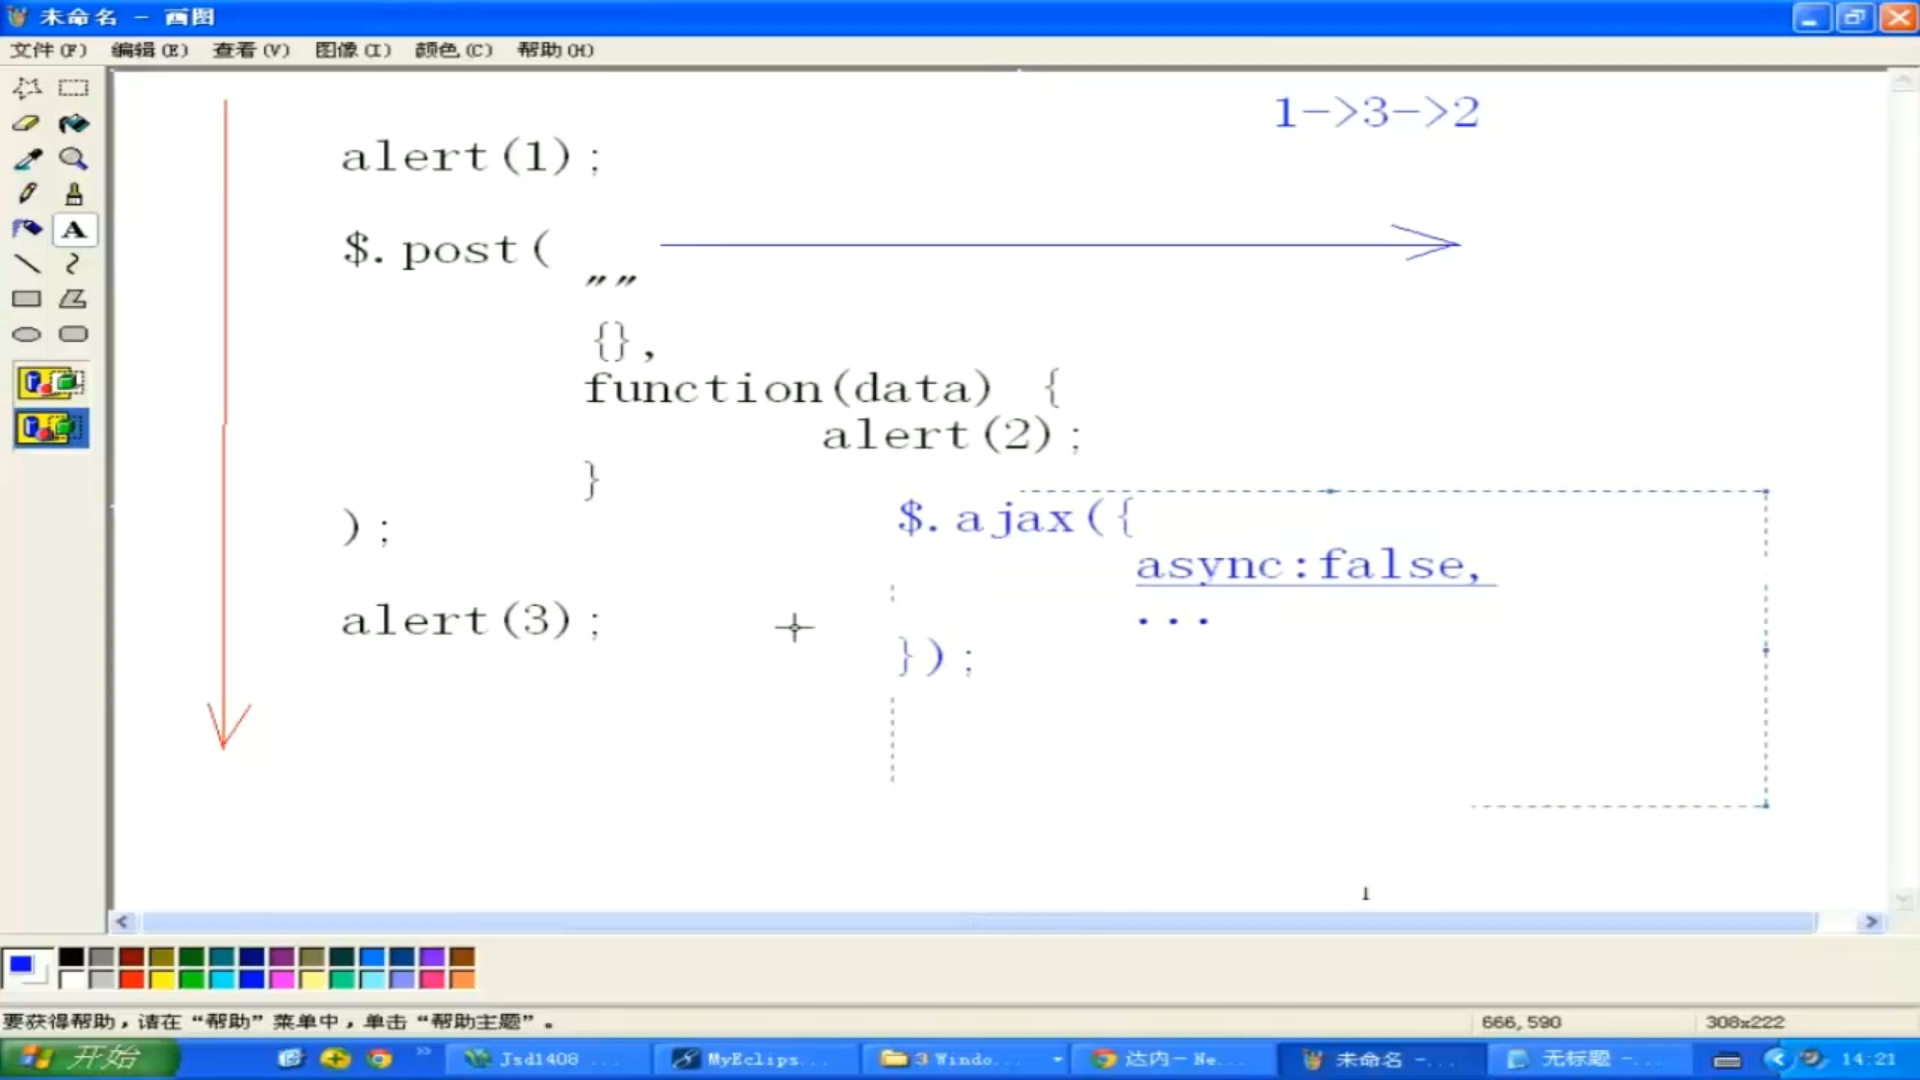 未命名 - 画图
文件(F) 编辑(E) 查看(V) 图像(I) 颜色(C) 帮助(H)
1->3->2
alert(1);
$.post(
""
{},
function(data) {
alert(2);
}
);
$.ajax({
async:false,
...
});
alert(3);
1
要获得帮助，请在“帮助”菜单中，单击“帮助主题”。
666,590
308x222
开始
Jsd1408 ...
MyEclips...
3 Windo...
达内－Ne...
未命名 -...
无标题 -...
14:21